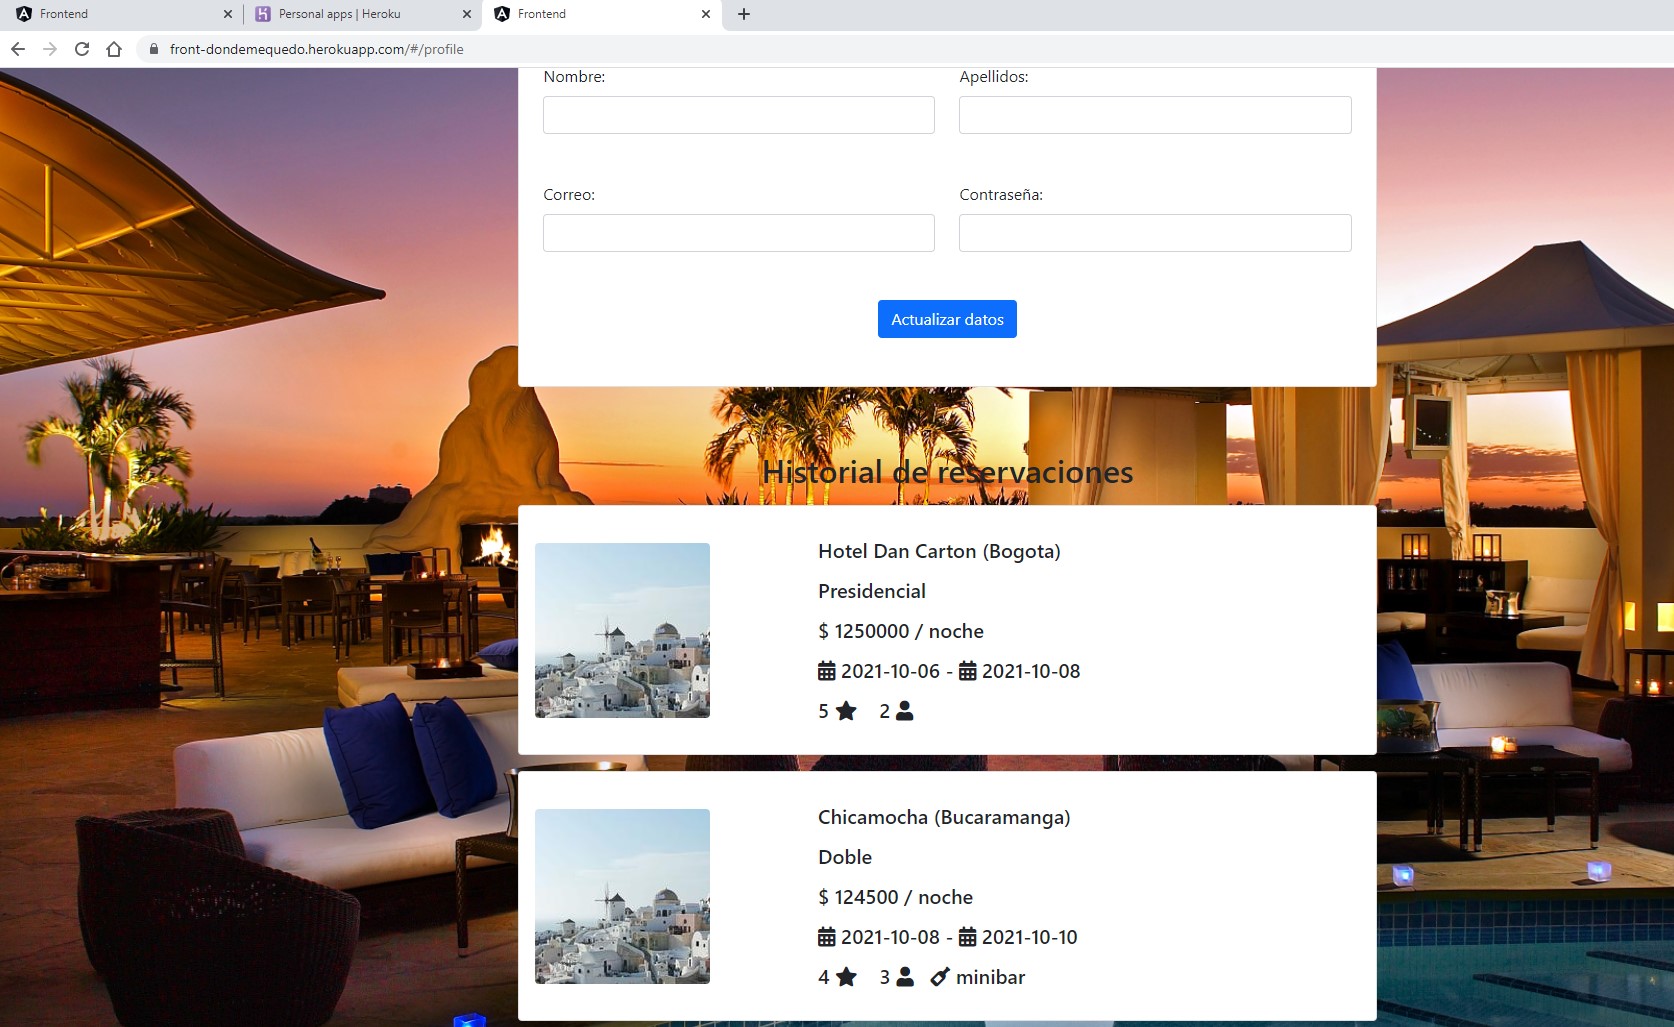 Frontend
Personal apps | Heroku
Frontend
front-dondemequedo.herokuapp.com/#/profile
Nombre:
Apellidos:
Correo:
Contraseña:
Actualizar datos
Historial de reservaciones
Hotel Dan Carton (Bogota)
Presidencial
$ 1250000 / noche
2021-10-06 - 2021-10-08
5 2
Chicamocha (Bucaramanga)
Doble
$ 124500 / noche
2021-10-08 - 2021-10-10
4 3 minibar